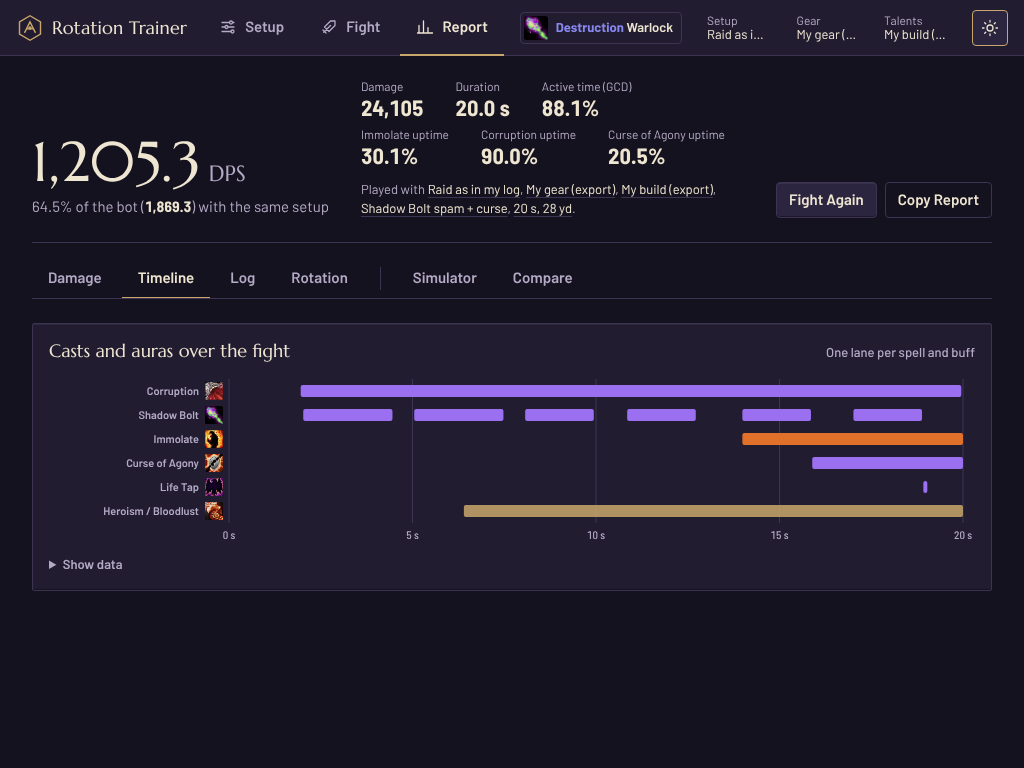 Rotation Trainer
Setup
Fight
Report
Destruction Warlock
Setup
Raid as i...
Gear
My gear (...
Talents
My build (...
1,205.3 DPS
64.5% of the bot (1,869.3) with the same setup
Damage
24,105
Duration
20.0 s
Active time (GCD)
88.1%
Immolate uptime
30.1%
Corruption uptime
90.0%
Curse of Agony uptime
20.5%
Played with Raid as in my log, My gear (export), My build (export),
Shadow Bolt spam + curse, 20 s, 28 yd.
Fight Again
Copy Report
Damage
Timeline
Log
Rotation
Simulator
Compare
Casts and auras over the fight
One lane per spell and buff
Corruption
Shadow Bolt
Immolate
Curse of Agony
Life Tap
Heroism / Bloodlust
0 s
5 s
10 s
15 s
20 s
Show data